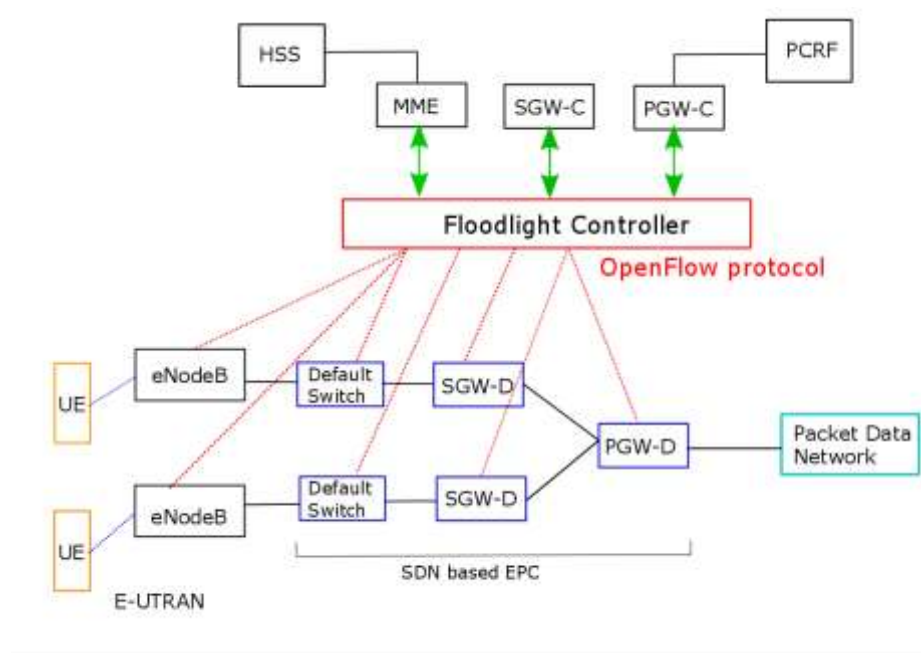 HSS
PCRF
MME
SGW-C
PGW-C
Floodlight Controller
OpenFlow protocol
UE
eNodeB
Default
Switch
SGW-D
PGW-D
Packet Data
Network
UE
eNodeB
Default
Switch
SGW-D
SDN based EPC
E-UTRAN